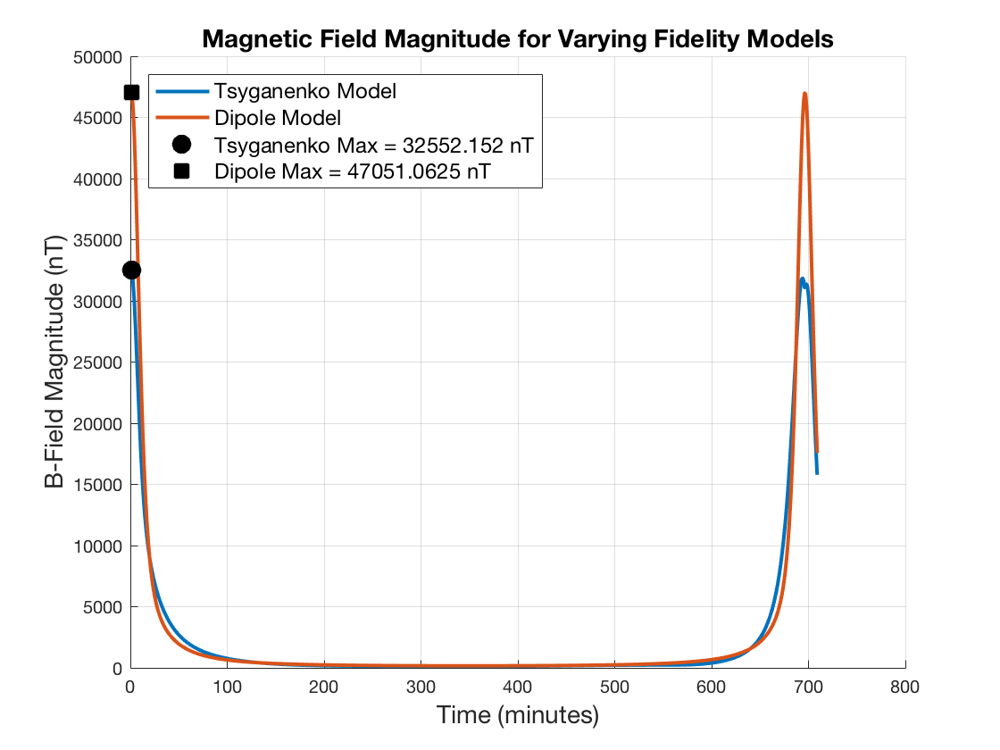 Magnetic Field Magnitude for Varying Fidelity Models
50000
45000
40000
35000
30000
25000
20000
15000
10000
5000
0
B-Field Magnitude (nT)
Tsyganenko Model
Dipole Model
Tsyganenko Max = 32552.152 nT
Dipole Max = 47051.0625 nT
0 100 200 300 400 500 600 700 800
Time (minutes)